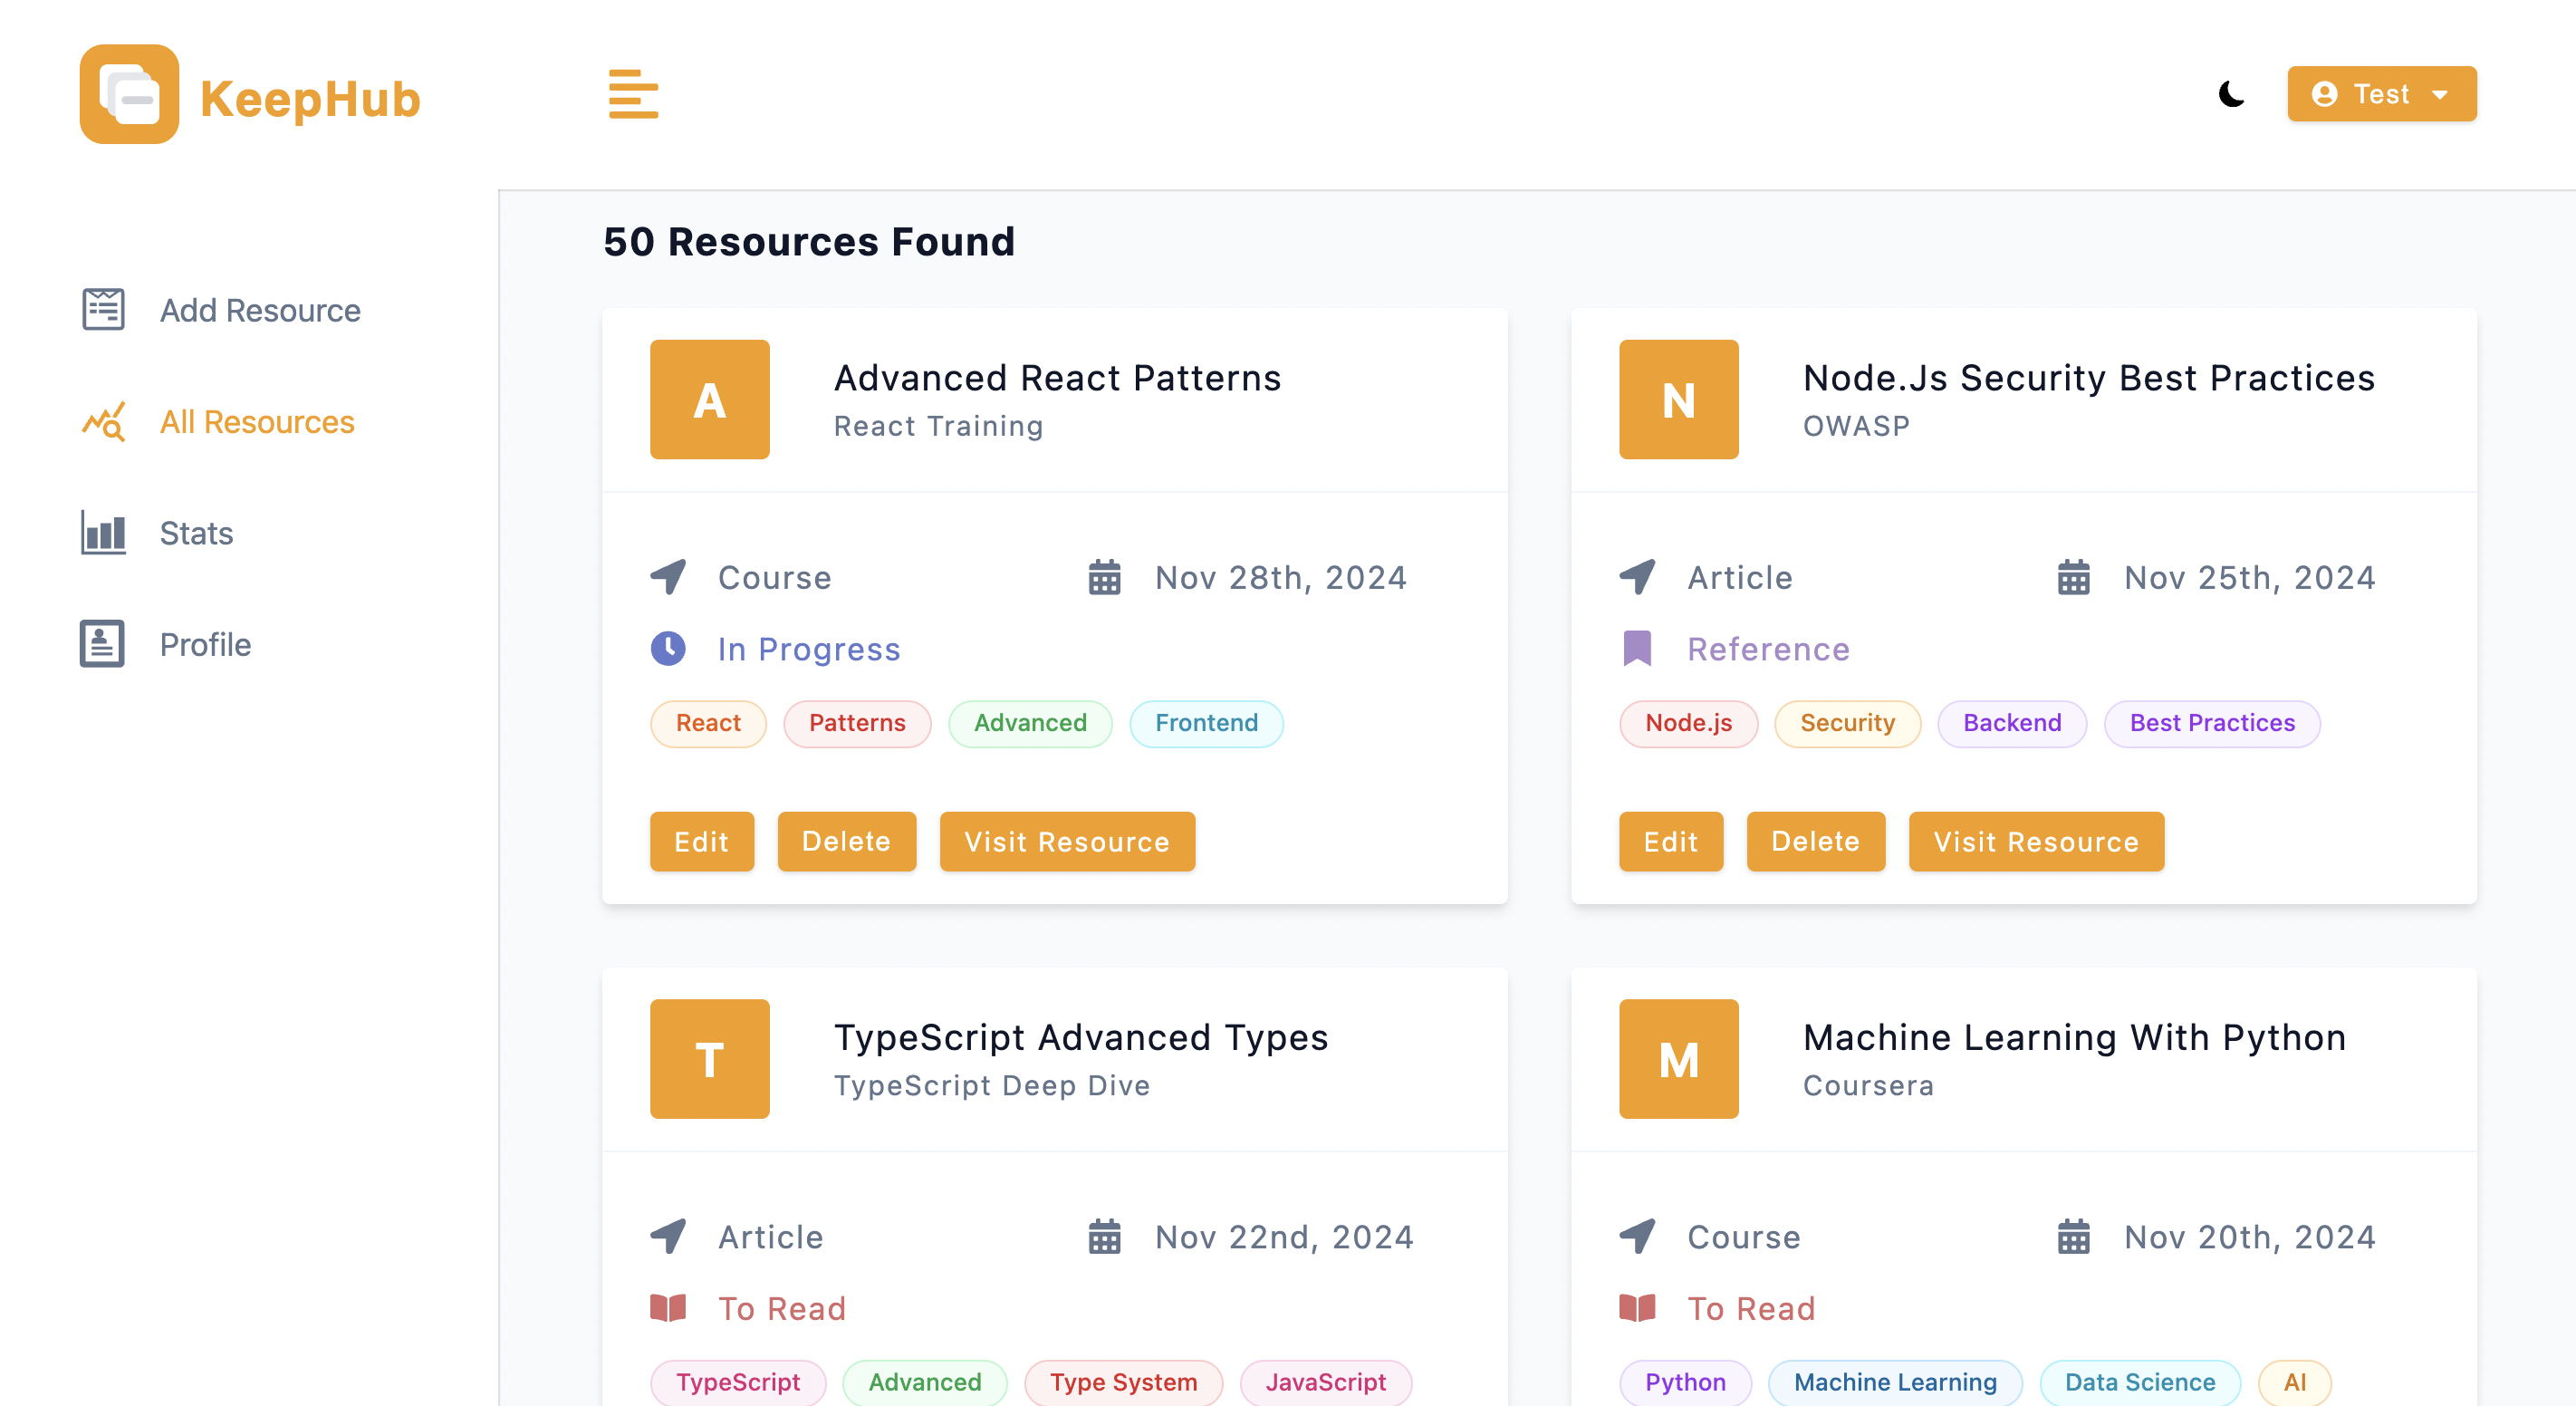 KeepHub
Test
Add Resource
All Resources
Stats
Profile
50 Resources Found
A
Advanced React Patterns
React Training
Course
Nov 28th, 2024
In Progress
React Patterns Advanced Frontend
Edit Delete Visit Resource
N
Node.Js Security Best Practices
OWASP
Article
Nov 25th, 2024
Reference
Node.js Security Backend Best Practices
Edit Delete Visit Resource
T
TypeScript Advanced Types
TypeScript Deep Dive
Article
Nov 22nd, 2024
To Read
TypeScript Advanced Type System JavaScript
M
Machine Learning With Python
Coursera
Course
Nov 20th, 2024
To Read
Python Machine Learning Data Science AI